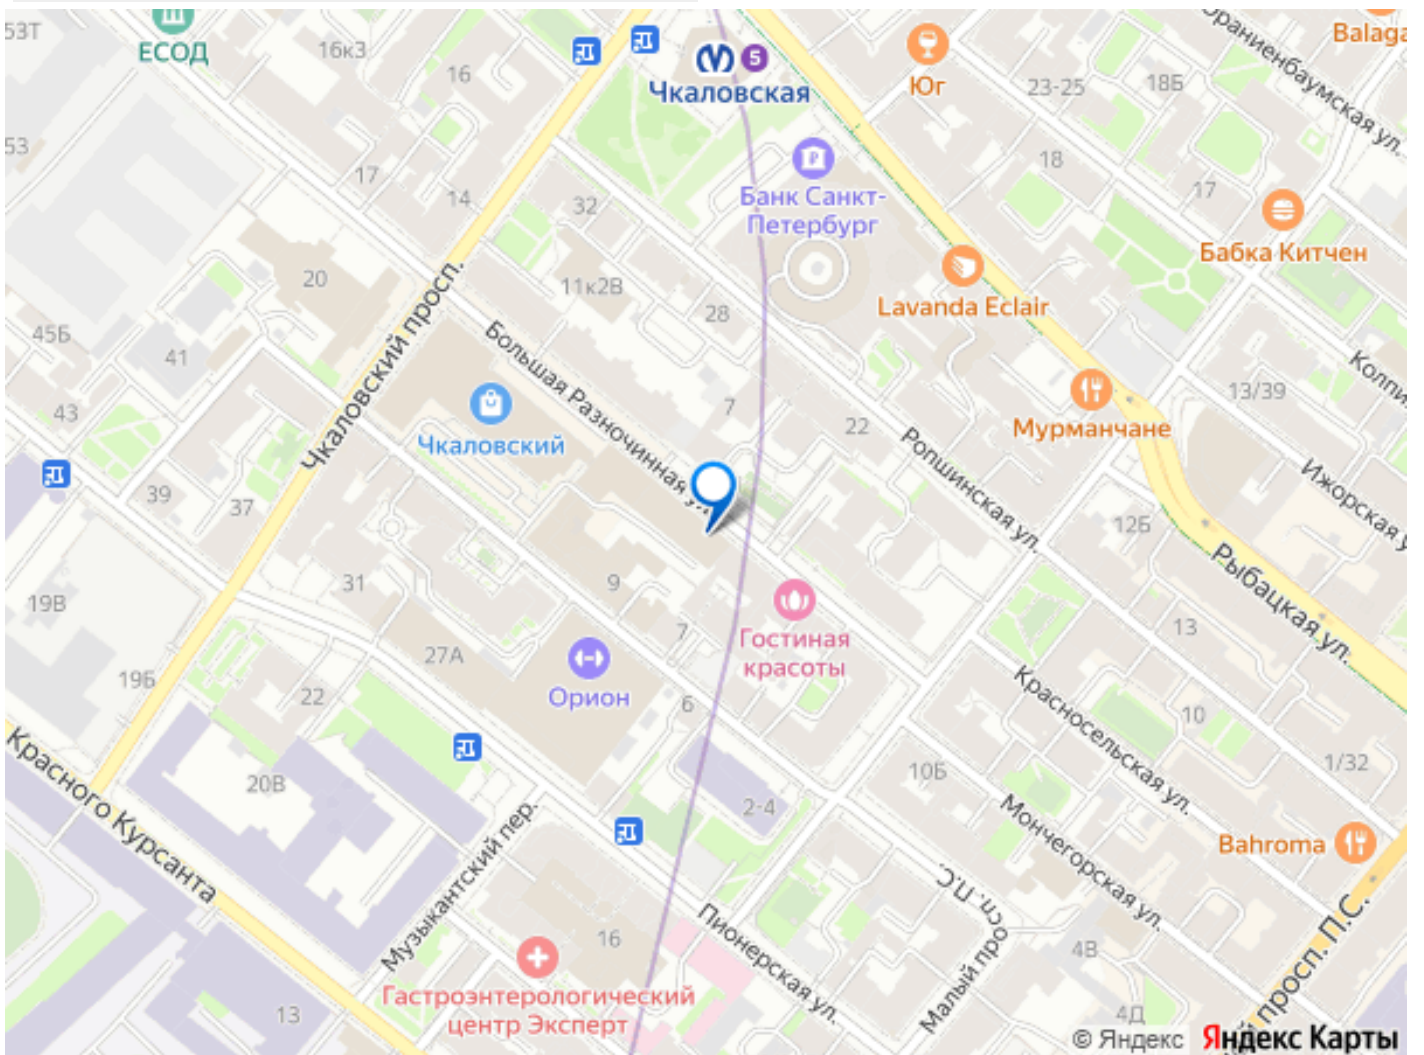 53Т
ЕСОД
16к3
16
5
Чкаловская
Юг
23-25
18Б
Ораниенбаумская ул.
Balaga
53
17
14
32
Банк Санкт-
Петербург
18
17
Бабка Китчен
20
11к2В
28
Lavanda Eclair
45Б
41
Чкаловский просп.
Большая Разночинная ул.
7
22
Мурманчане
13/39
Колпи
43
Чкаловский
Ропшинская ул.
Ижорская у
39
37
12Б
Рыбацкая ул.
19В
31
9
7
Гостиная
красоты
13
19Б
27А
22
Орион
6
Красносельская ул.
10
1/32
Красного Курсанта
20В
2-4
10Б
Мончегорская ул.
Bahroma
Музыкантский пер.
16
Пионерская ул.
Малый просп. П.С.
4В
й просп. П.С.
Гастроэнтерологический
центр Эксперт
13
4Д
© Яндекс Яндекс Карты